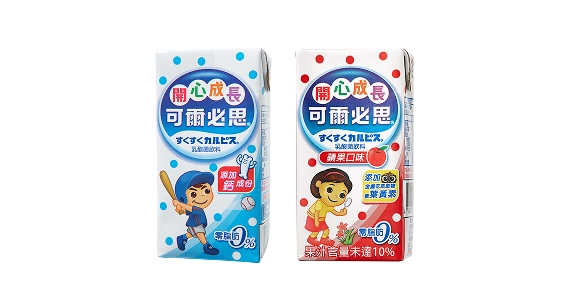 開心成長
可爾必思®
すくすくカルピス®
乳酸菌飲料
添加
鈣成份
零脂肪0%
開心成長
可爾必思®
すくすくカルピス®
乳酸菌飲料
蘋果口味
添加
葉黃素
零脂肪0%
果汁含量未達10%